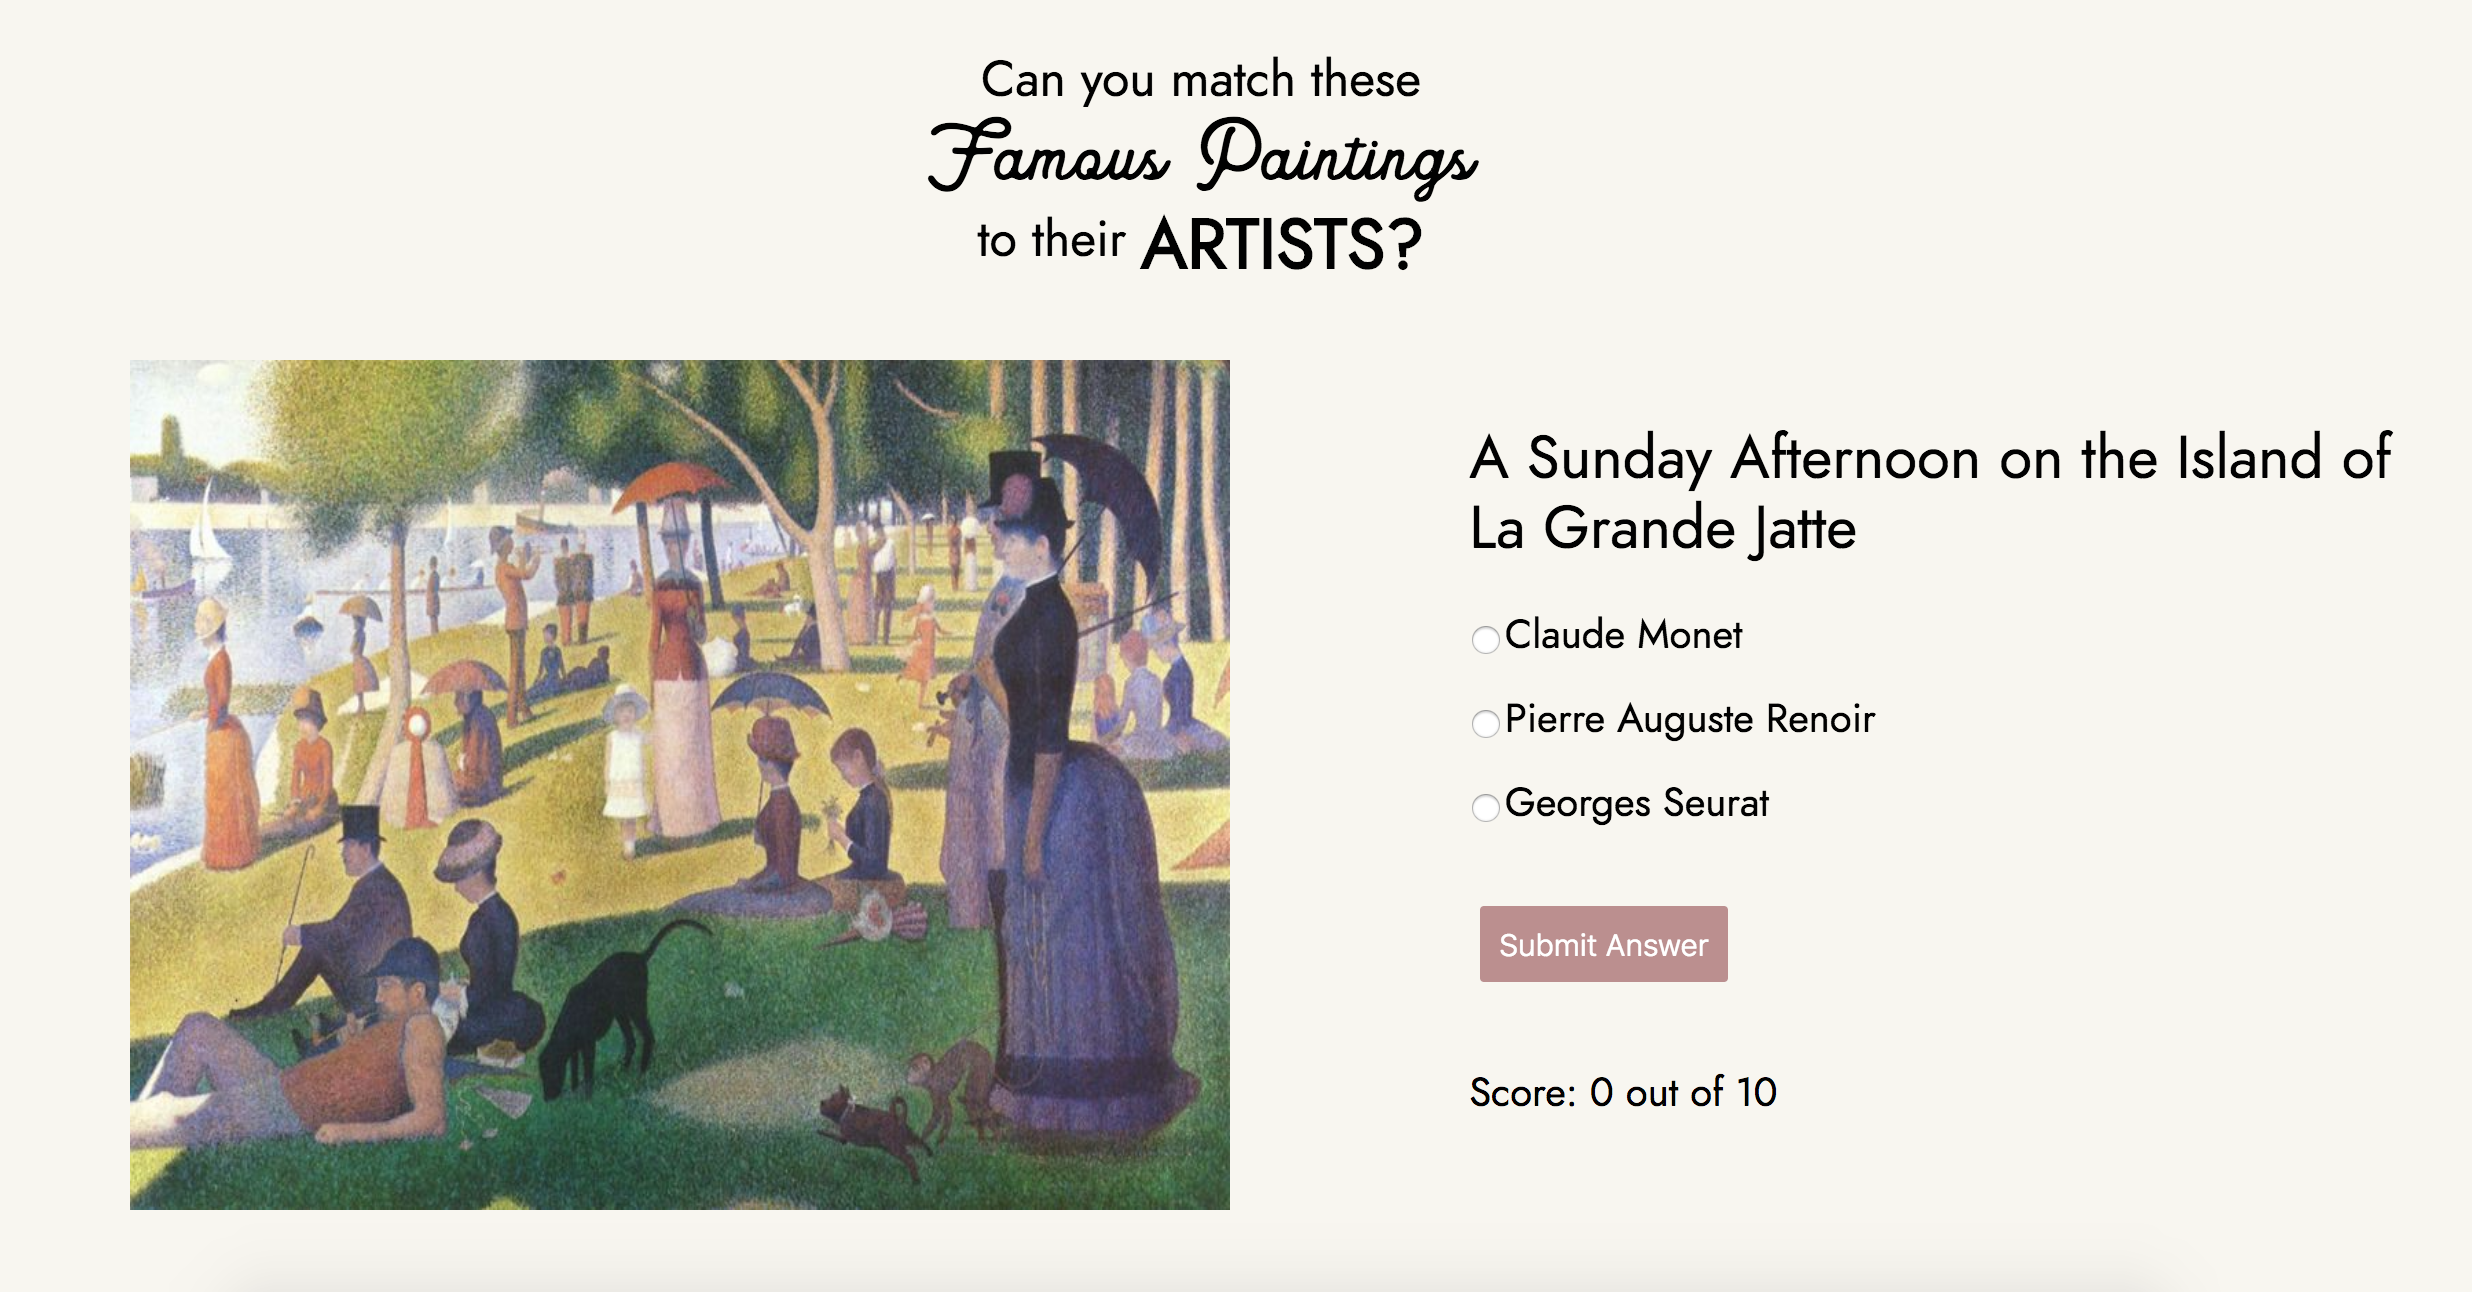 Can you match these
Famous Paintings
to their ARTISTS?
A Sunday Afternoon on the Island of
La Grande Jatte
Claude Monet
Pierre Auguste Renoir
Georges Seurat
Submit Answer
Score: 0 out of 10